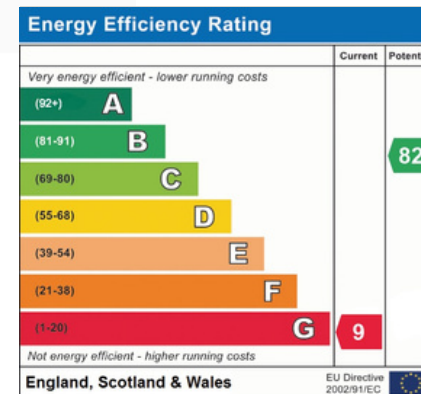 Energy Efficiency Rating
Current Potent
Very energy efficient - lower running costs
(92+) A
(81-91) B
82
(69-80) C
(55-68) D
(39-54) E
(21-38) F
(1-20) G 9
Not energy efficient - higher running costs
England, Scotland & Wales
EU Directive
2002/91/EC